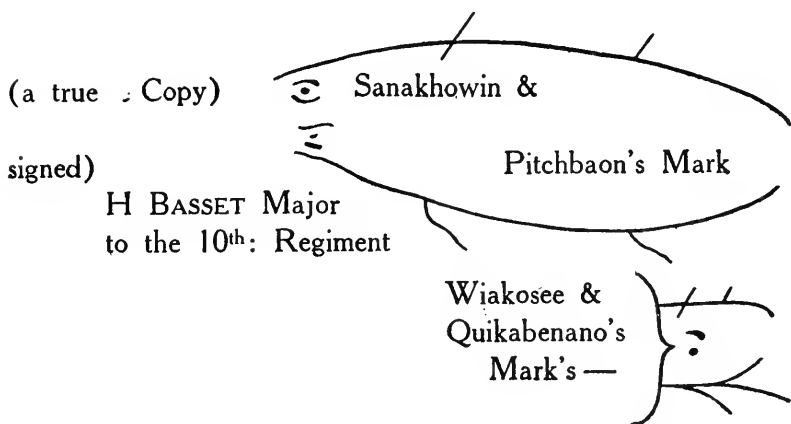 (a true . Copy) Sanakhowin &
signed) Pitchbaon's Mark
H BASSET Major
to the 10th: Regiment
Wiakosee &
Quikabenano's
Mark's —